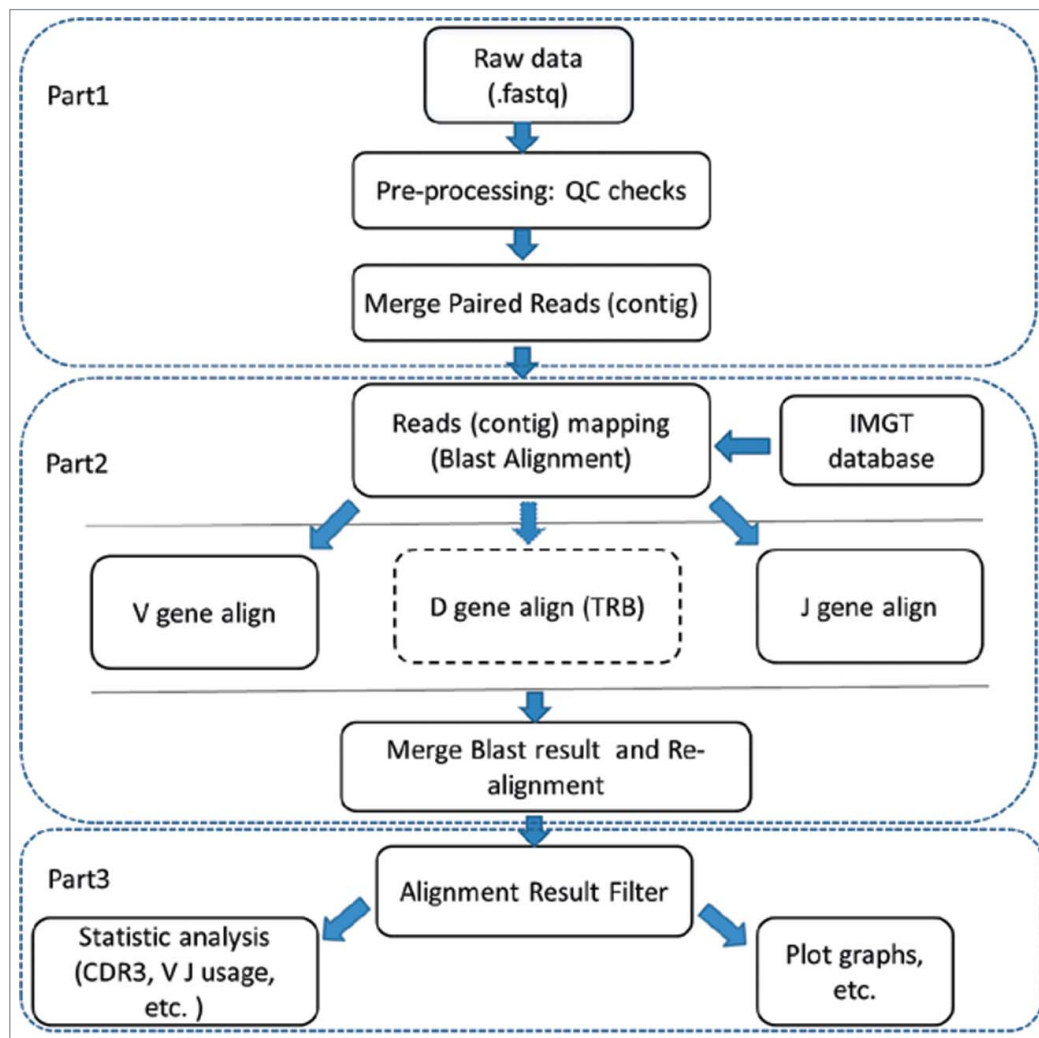 Part1
Raw data
(.fastq)
Pre-processing: QC checks
Merge Paired Reads (contig)
Part2
Reads (contig) mapping
(Blast Alignment)
IMGT
database
V gene align
D gene align (TRB)
J gene align
Merge Blast result and Re-
alignment
Part3
Alignment Result Filter
Statistic analysis
(CDR3, V J usage,
etc. )
Plot graphs,
etc.